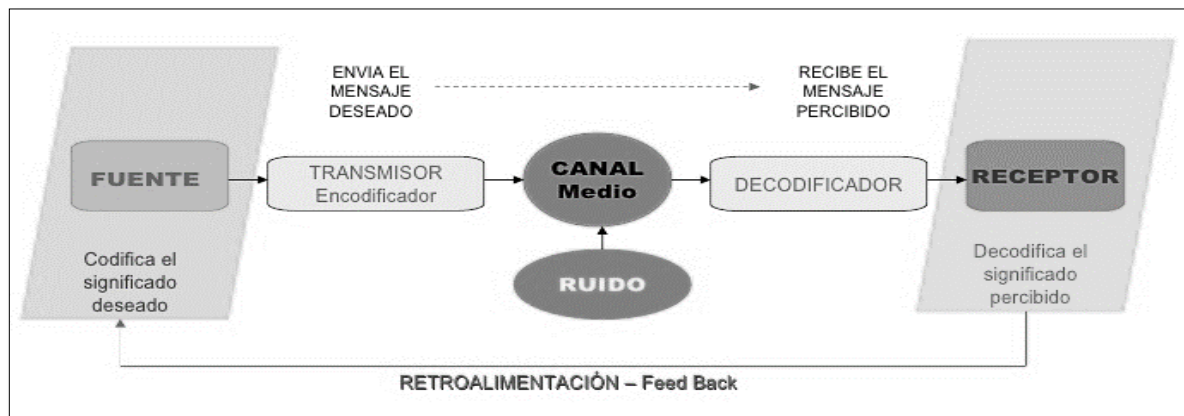 ENVIA EL
MENSAJE
DESEADO
RECIBE EL
MENSAJE
PERCIBIDO
FUENTE
TRANSMISOR
Encodificador
CANAL
Medio
DECODIFICADOR
RECEPTOR
Codifica el
significado
deseado
RUIDO
Decodifica el
significado
percibido
RETROALIMENTACIÓN – Feed Back